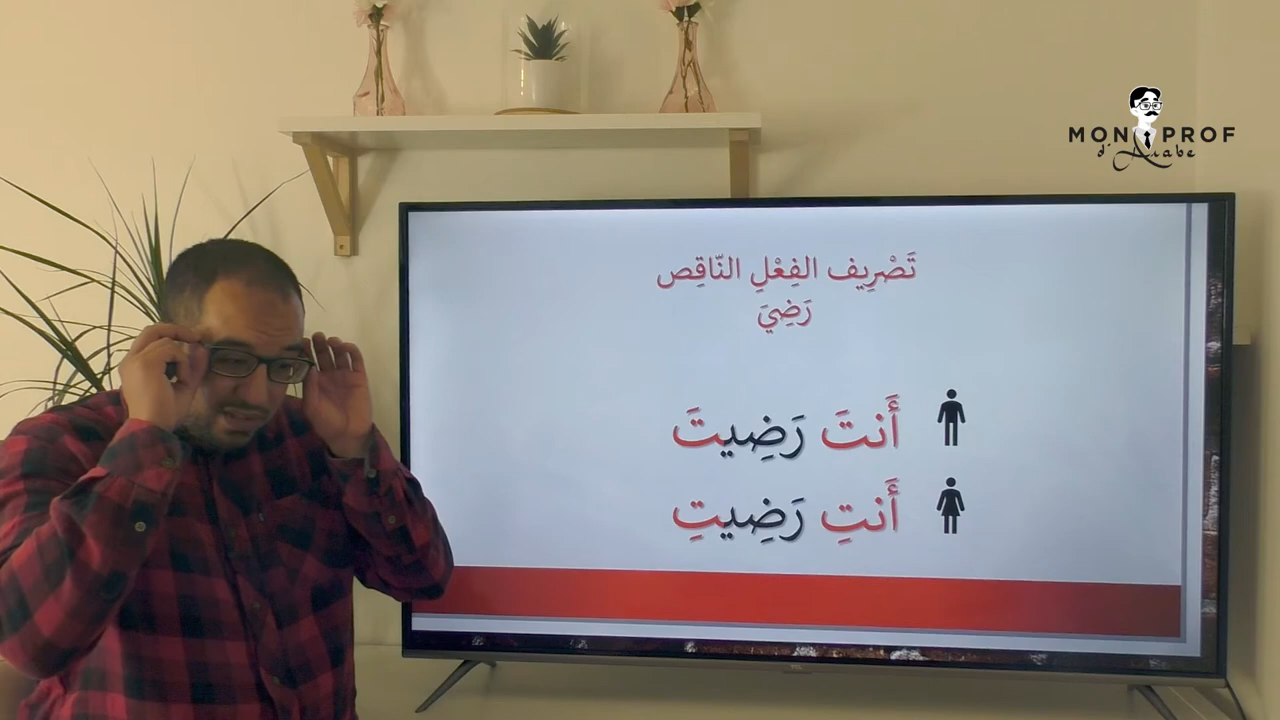 MON PROF
d'Arabe
تَصْرِيف الفِعْلِ النّاقِص
رَضِيَ
أَنتَ رَضِيتَ
أَنتِ رَضِيتِ